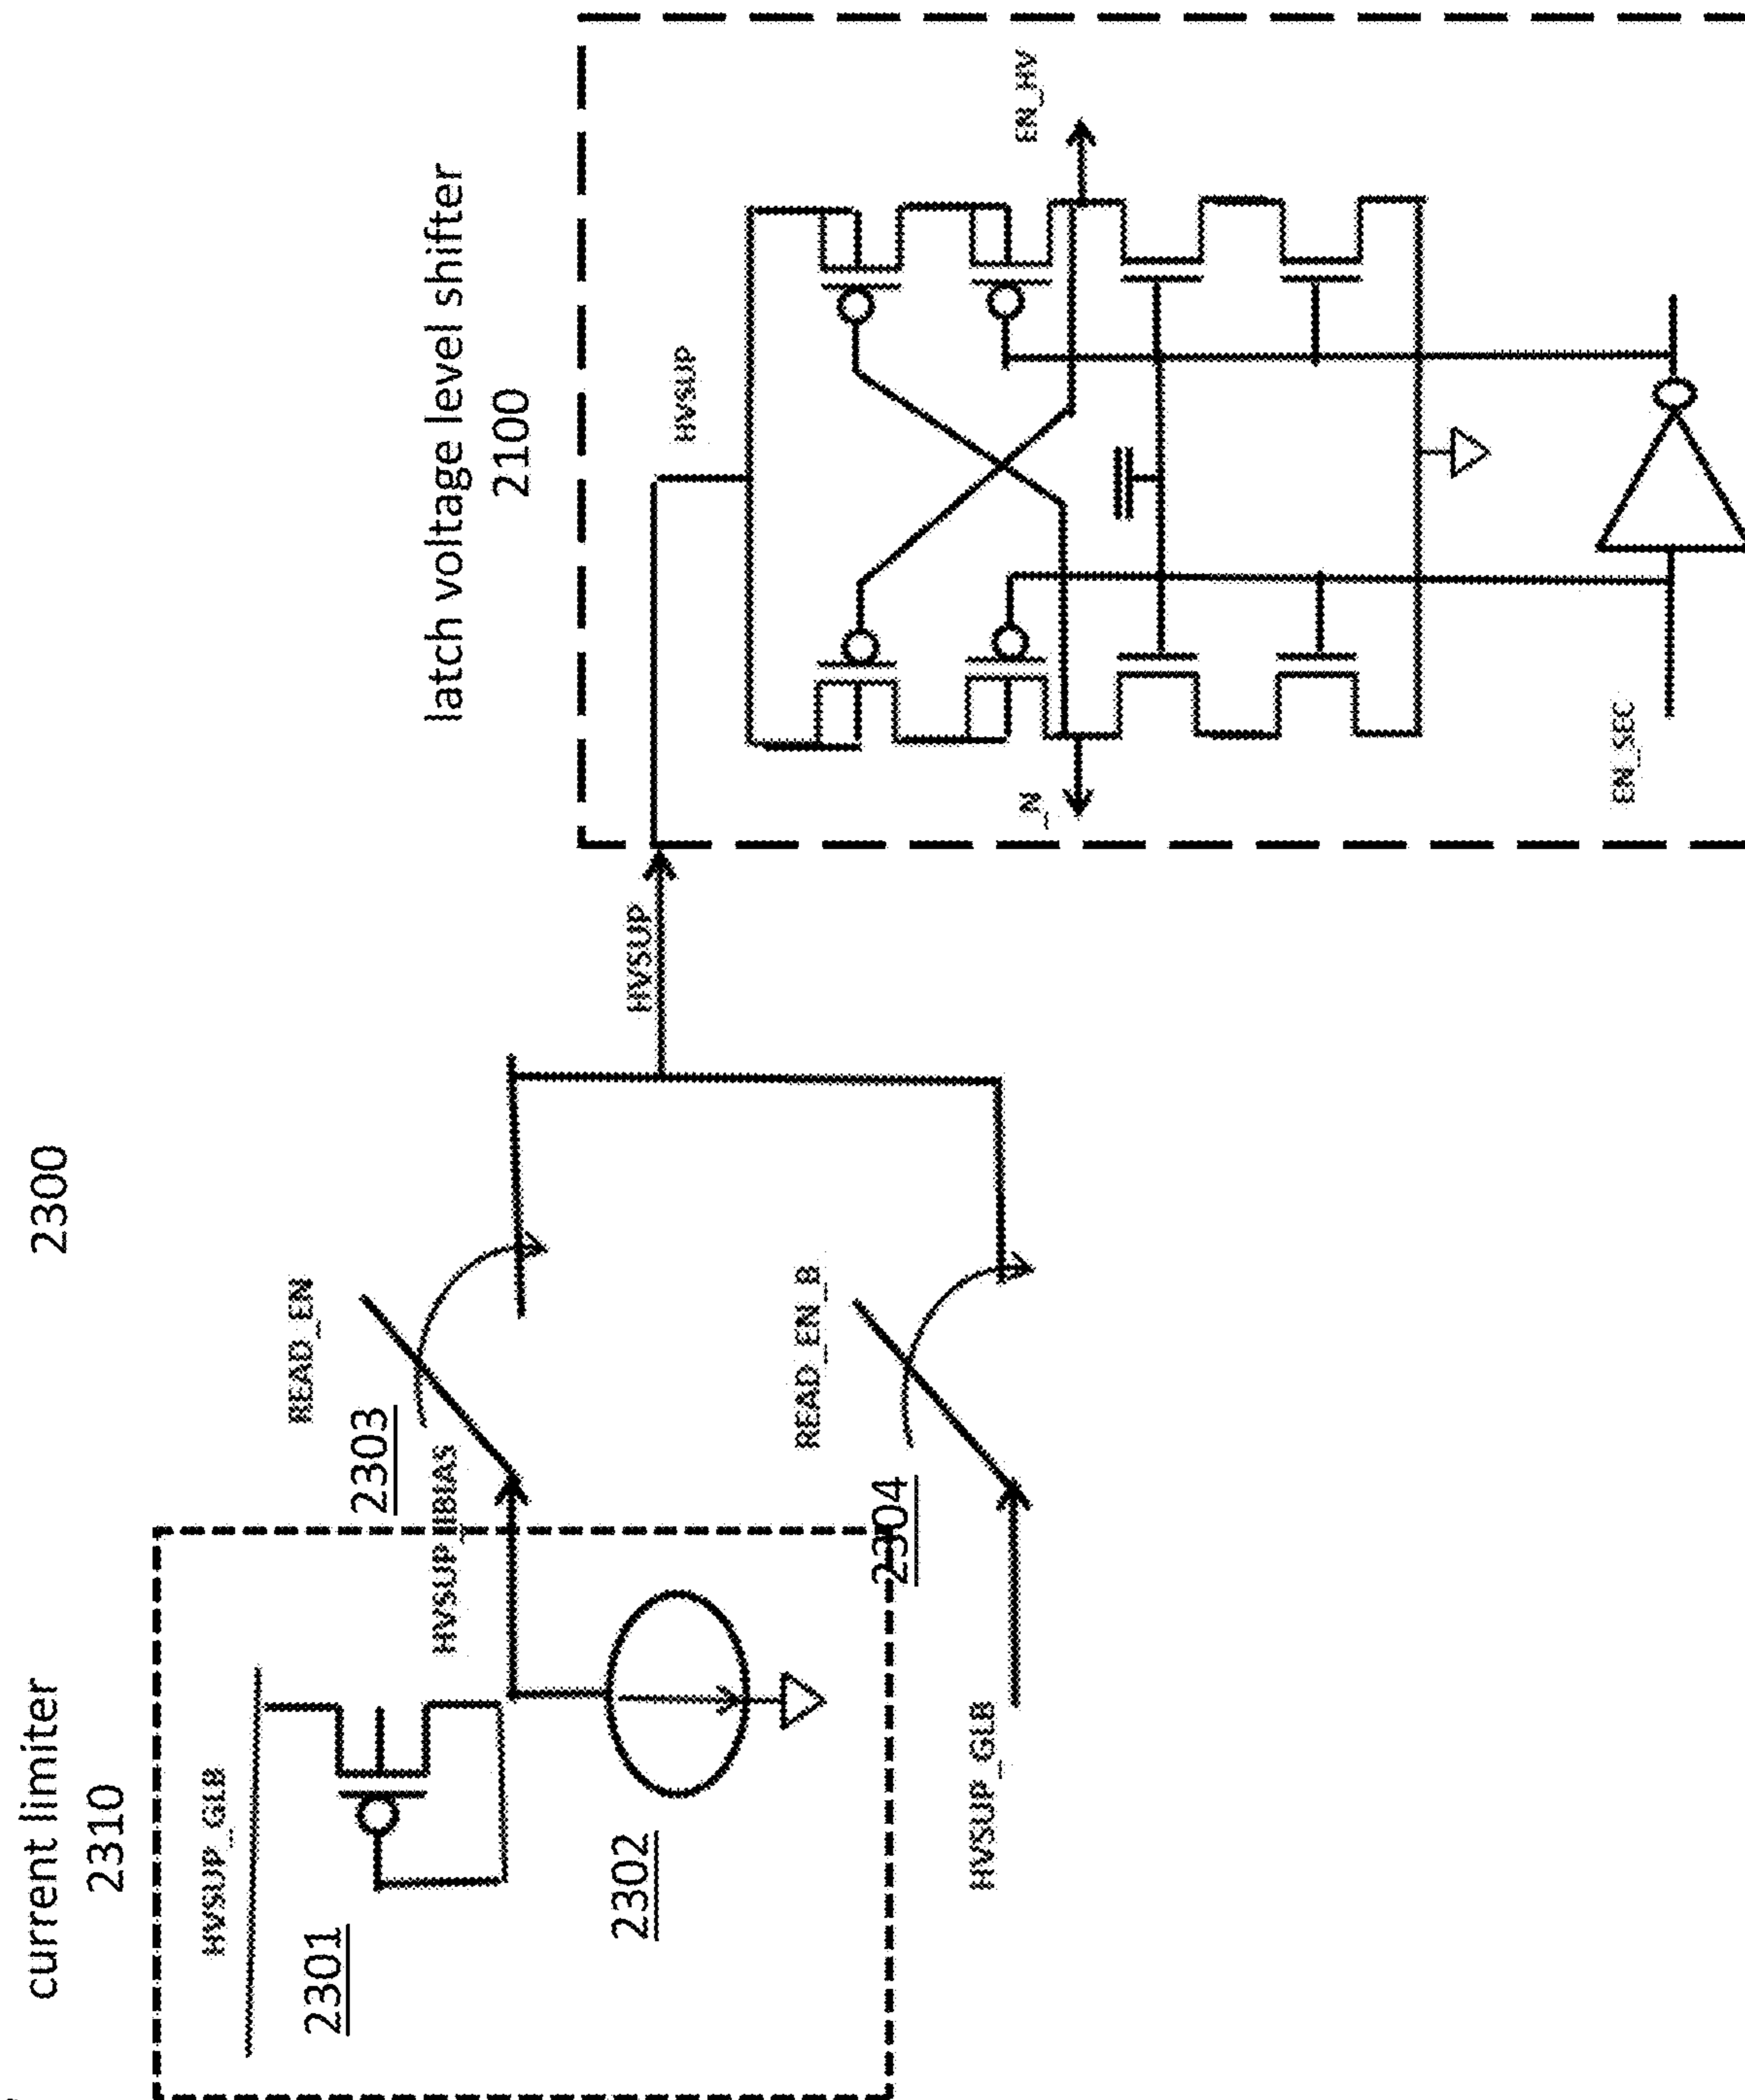 2300
current limiter
2310
HVSUP_GLB
2301
2302
HVSUP_IBIAS
2303
READ_EN
HVSUP_GLB
2304
READ_EN_B
HVSUP
latch voltage level shifter
2100
HVSUP
_N
EN_HV
EN_SEC